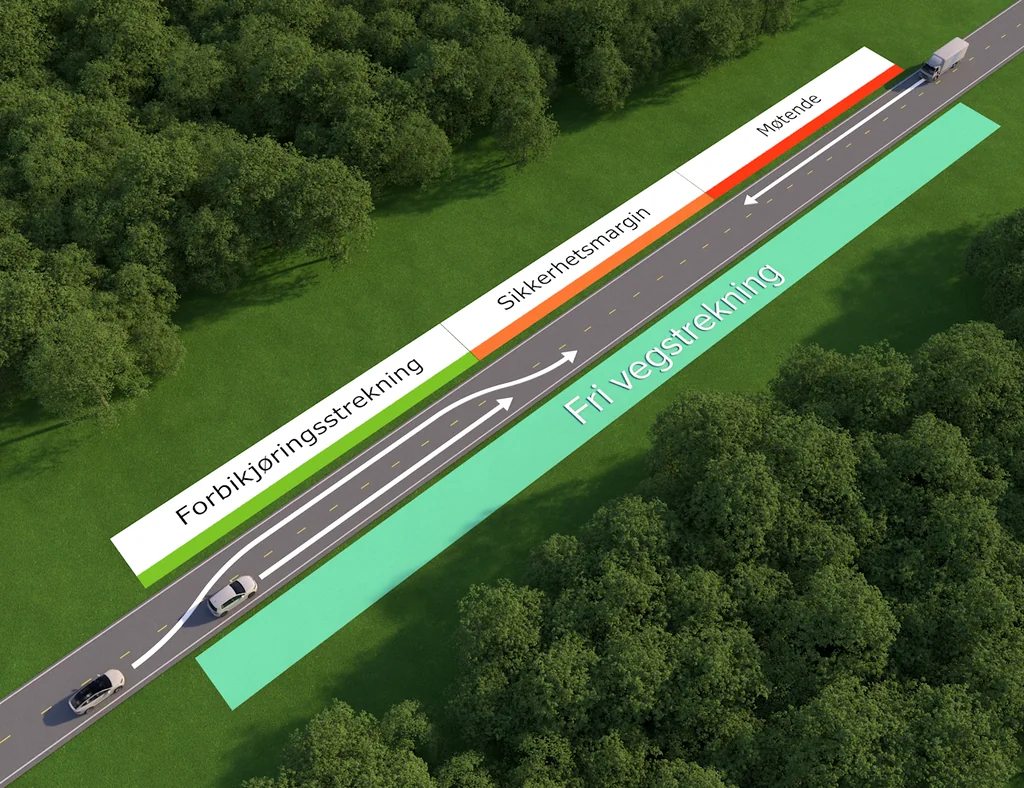 Møtende
Sikkerhetsmargin
Forbikjøringsstrekning
Fri vegstrekning